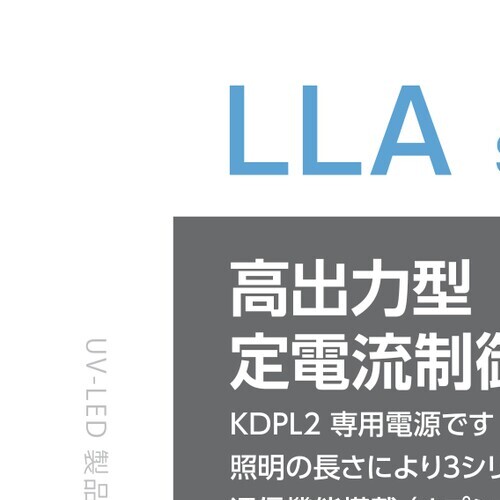 LLA
高出力型
定電流制御
KDPL2 専用電源です
照明の長さにより3シリ
UV-LED 製品